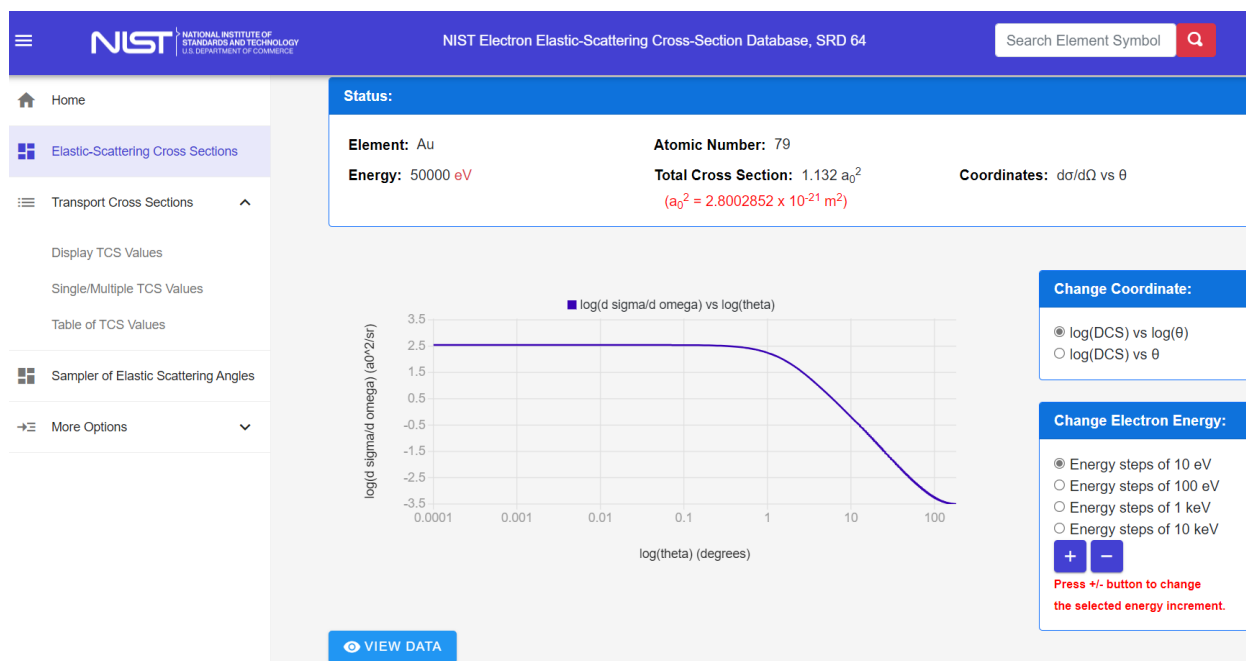 NIST NATIONAL INSTITUTE OF
STANDARDS AND TECHNOLOGY
U.S. DEPARTMENT OF COMMERCE
NIST Electron Elastic-Scattering Cross-Section Database, SRD 64
Search Element Symbol
Home
Elastic-Scattering Cross Sections
Transport Cross Sections
Display TCS Values
Single/Multiple TCS Values
Table of TCS Values
Sampler of Elastic Scattering Angles
More Options
Status:
Element: Au
Atomic Number: 79
Energy: 50000 eV
Total Cross Section: 1.132 a₀²
Coordinates: dσ/dΩ vs θ
(a₀² = 2.8002852 x 10⁻²¹ m²)
log(d sigma/d omega) vs log(theta)
log(d sigma/d omega) (a0^2/sr)
3.5
2.5
1.5
0.5
-0.5
-1.5
-2.5
-3.5
0.0001 0.001 0.01 0.1 1 10 100
log(theta) (degrees)
VIEW DATA
Change Coordinate:
log(DCS) vs log(θ)
log(DCS) vs θ
Change Electron Energy:
Energy steps of 10 eV
Energy steps of 100 eV
Energy steps of 1 keV
Energy steps of 10 keV
+ −
Press +/- button to change
the selected energy increment.